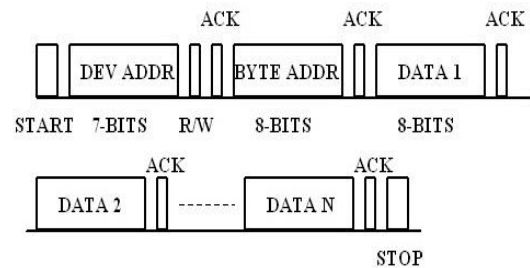 ACK ACK ACK
DEV ADDR BYTE ADDR DATA 1
START 7-BITS R/W 8-BITS 8-BITS
ACK ACK
DATA 2 DATA N
STOP